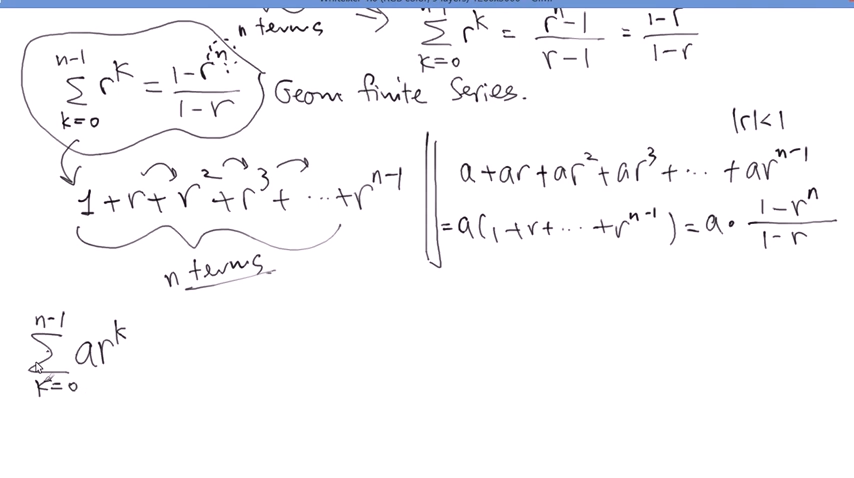 n terms → ∑_{k=0}^{n-1} r^k = (r^n - 1)/(r - 1) = (1 - r)/(1 - r)
∑_{k=0}^{n-1} r^k = (1 - r^n)/(1 - r) Geom finite Series.
1 + r + r^2 + r^3 + ... + r^{n-1}
n terms
|r| < 1
a + ar + ar^2 + ar^3 + ... + ar^{n-1}
= a(1 + r + ... + r^{n-1}) = a · (1 - r^n)/(1 - r)
∑_{k=0}^{n-1} ar^k